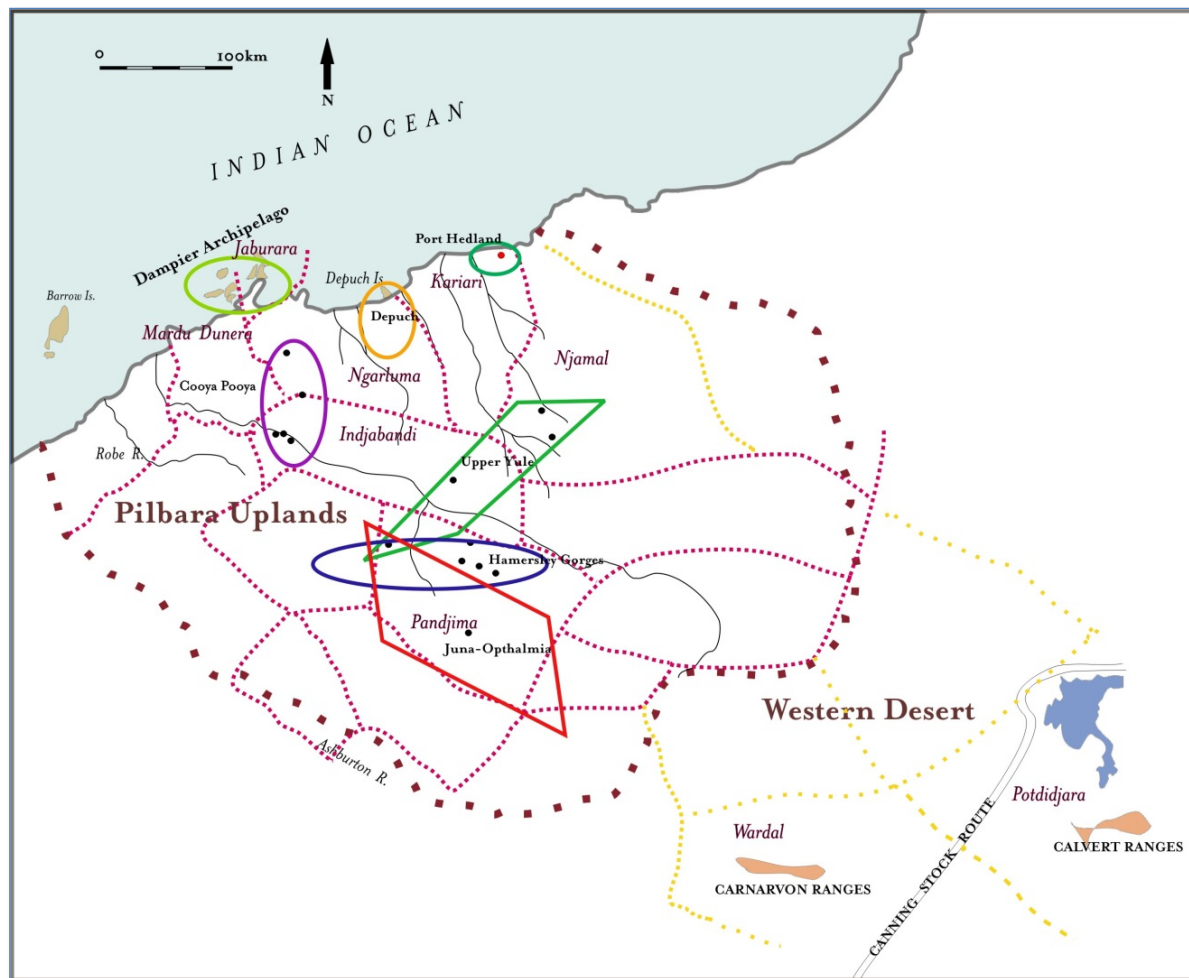 0 100km
N
INDIAN OCEAN
Dampier Archipelago
Jaburara
Port Hedland
Kariari
Depuch Is.
Barrow Is.
Depuch
Mardu Dunera
Njamal
Ngarluma
Cooya Pooya
Indjabandi
Robe R.
Upper Yule
Pilbara Uplands
Hamersley Gorges
Pandjima
Juna-Opthalmia
Western Desert
Ashburton R.
Potdidjara
Wardal
CALVERT RANGES
CARNARVON RANGES
CANNING STOCK ROUTE